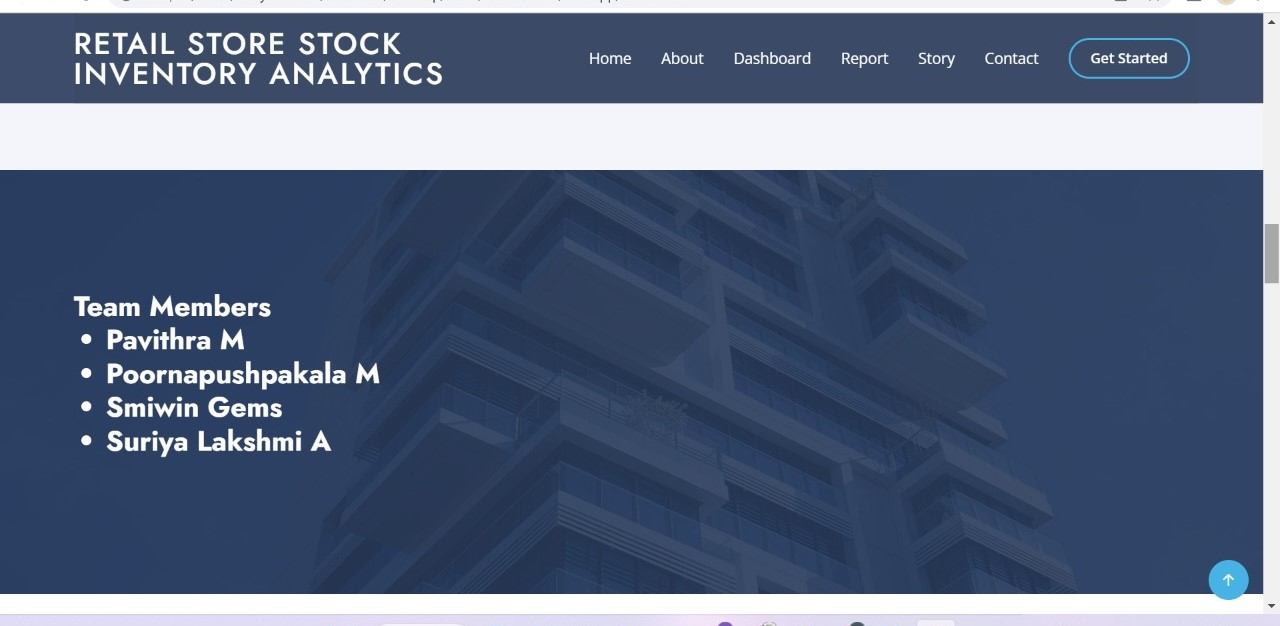 RETAIL STORE STOCK
INVENTORY ANALYTICS
Home About Dashboard Report Story Contact Get Started
Team Members
• Pavithra M
• Poornapushpakala M
• Smiwin Gems
• Suriya Lakshmi A